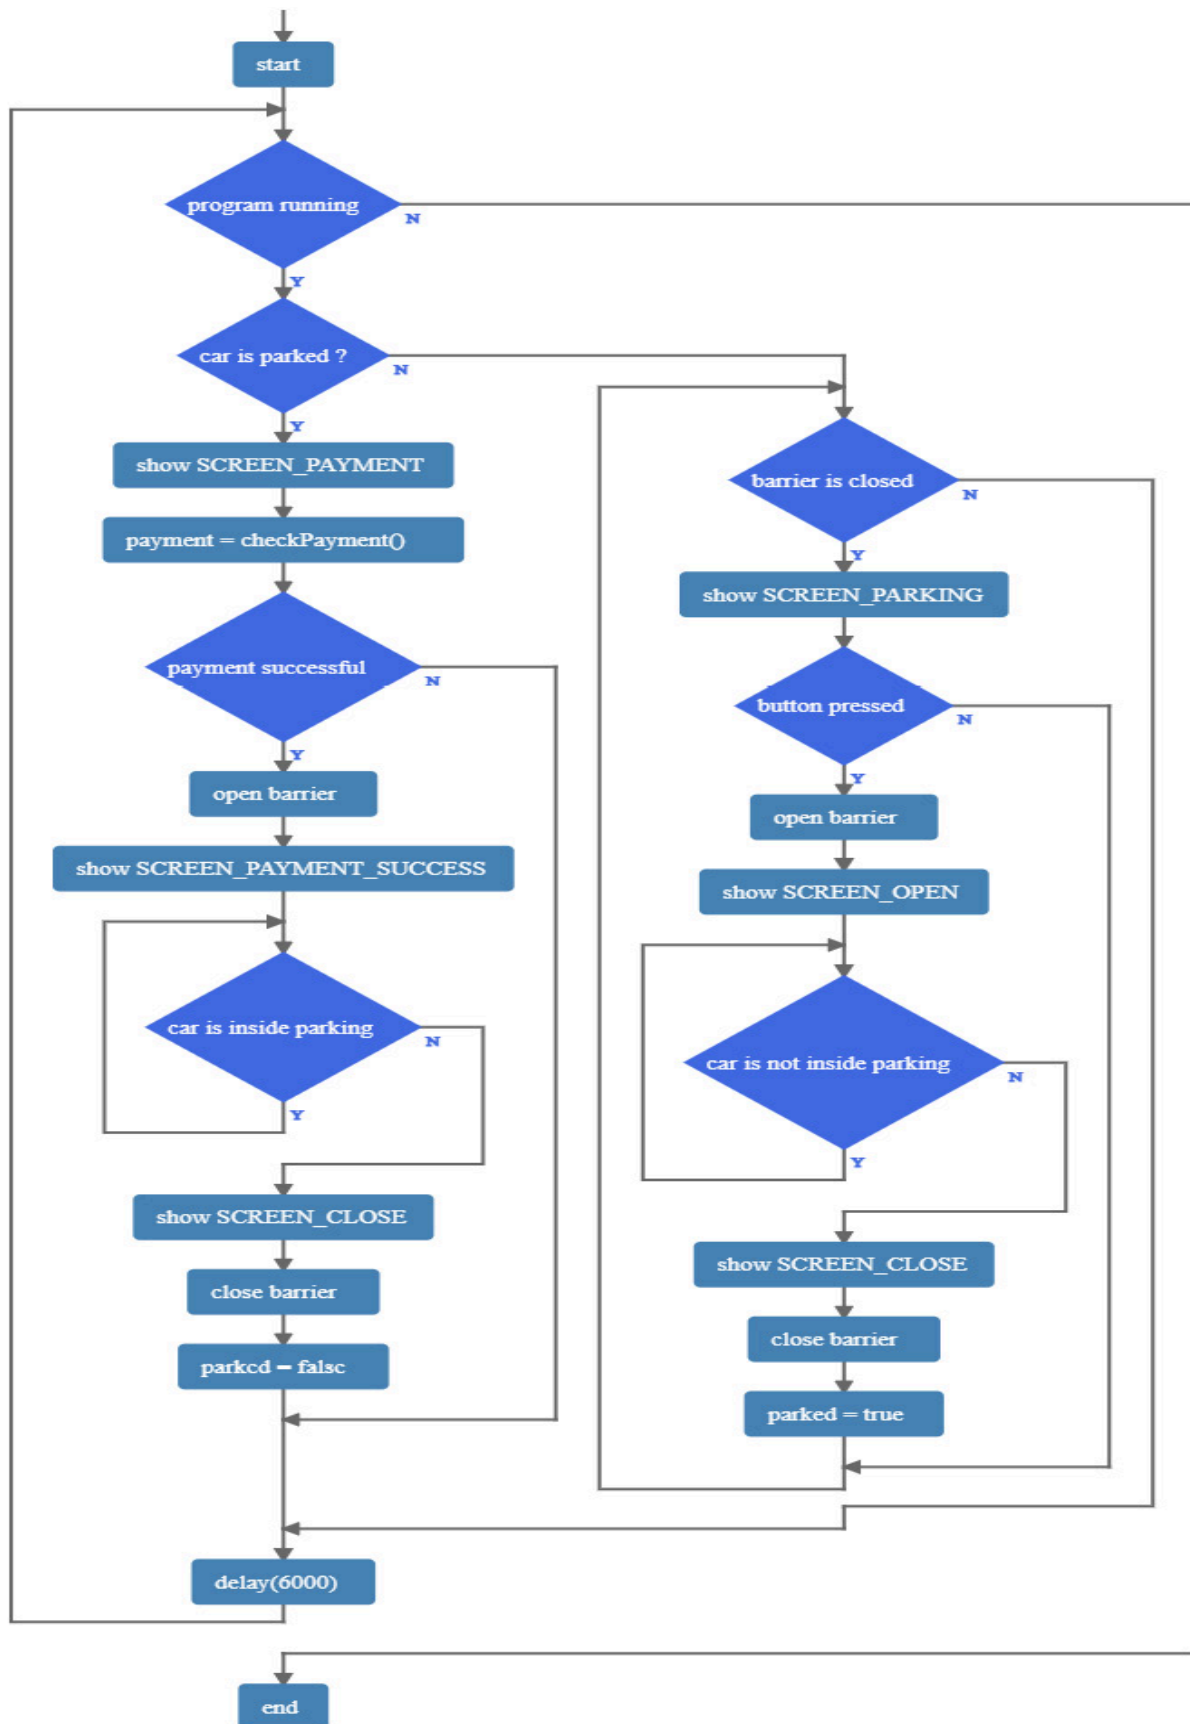 start
program running
N
Y
car is parked ?
N
Y
show SCREEN_PAYMENT
payment = checkPayment()
payment successful
N
Y
open barrier
show SCREEN_PAYMENT_SUCCESS
car is inside parking
N
Y
show SCREEN_CLOSE
close barrier
parked = false
barrier is closed
N
Y
show SCREEN_PARKING
button pressed
N
Y
open barrier
show SCREEN_OPEN
car is not inside parking
N
Y
show SCREEN_CLOSE
close barrier
parked = true
delay(6000)
end